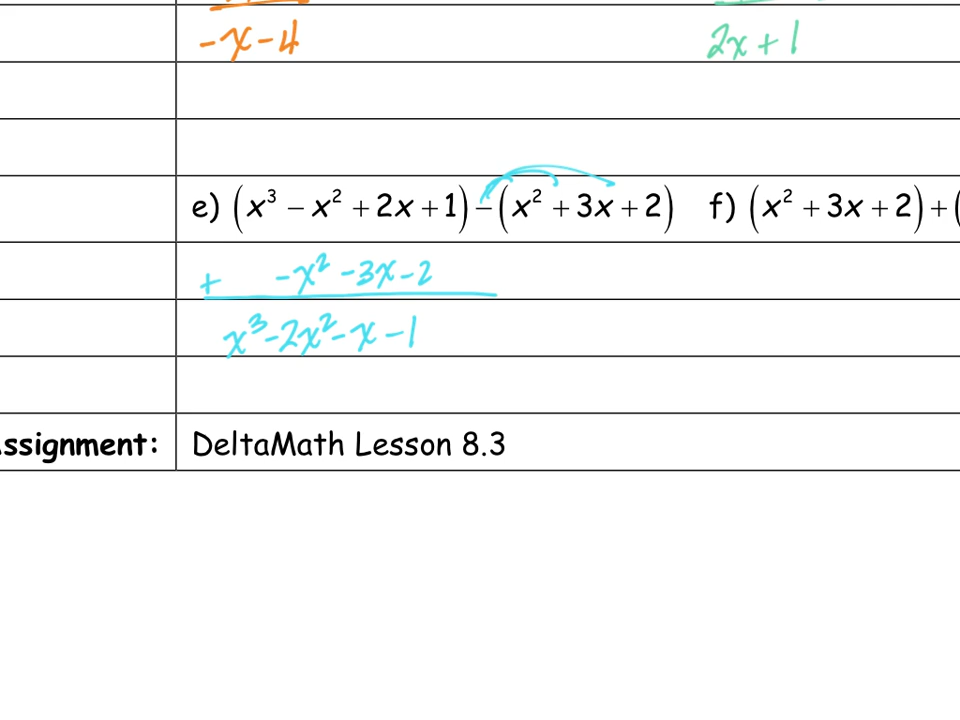 -x-4 2x+1
e) (x³ − x² + 2x + 1) − (x² + 3x + 2) f) (x² + 3x + 2) + (
+ -x² -3x -2
x³-2x²-x-1
ssignment: DeltaMath Lesson 8.3